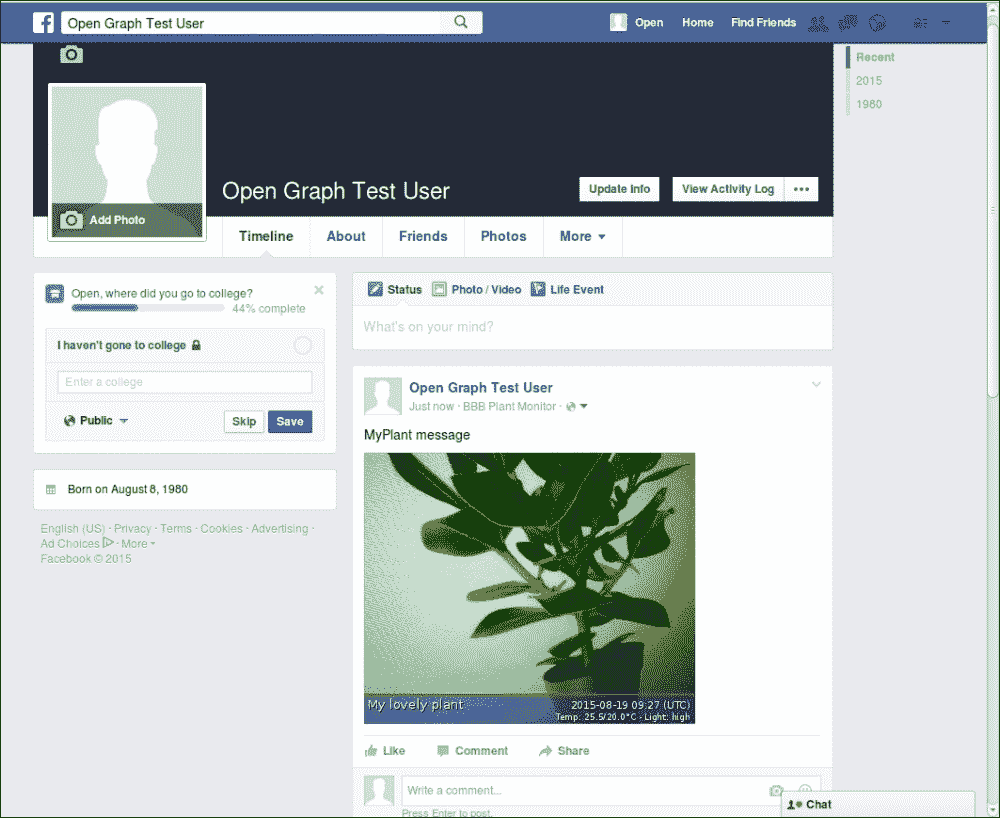 f Open Graph Test User
Open Home Find Friends
Recent
2015
1980
Open Graph Test User
Update Info View Activity Log •••
Add Photo
Timeline About Friends Photos More
Open, where did you go to college?
44% complete
I haven't gone to college
Enter a college
Public Skip Save
Born on August 8, 1980
English (US) · Privacy · Terms · Cookies · Advertising ·
Ad Choices · More
Facebook © 2015
Status Photo / Video Life Event
What's on your mind?
Open Graph Test User
Just now · BBB Plant Monitor ·
MyPlant message
My lovely plant
2015-08-19 09:27 (UTC)
Temp: 25.5/20.0°C - Light: high
Like Comment Share
Write a comment...
Press Enter to post.
Chat